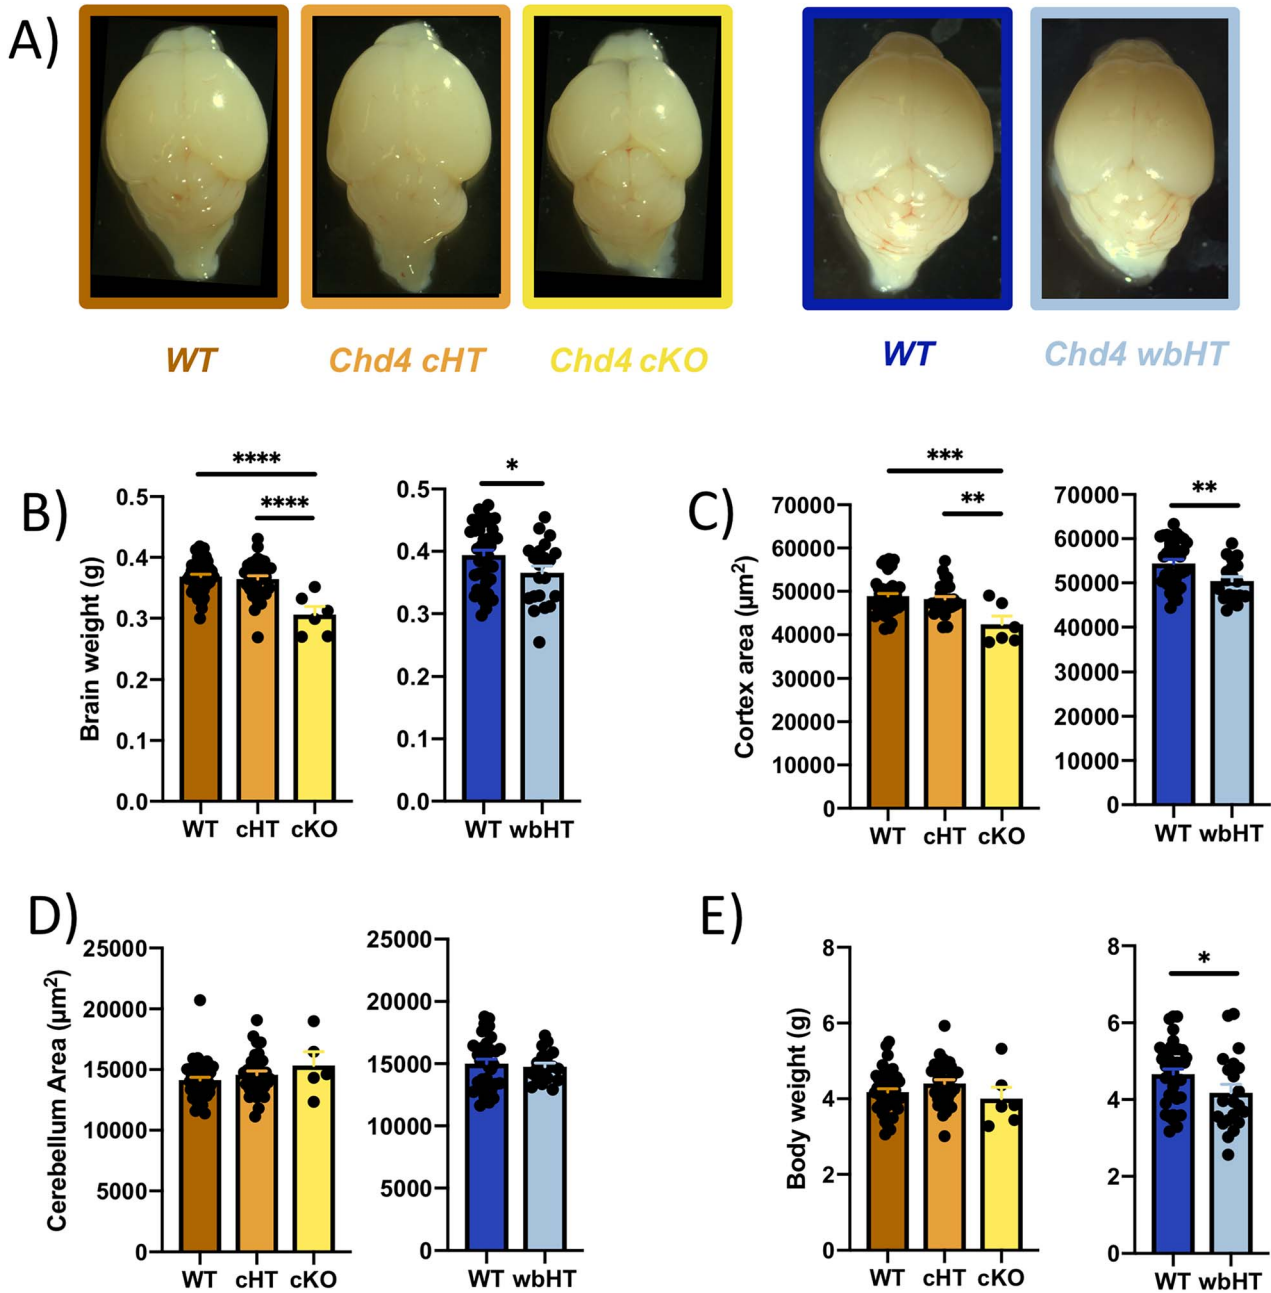 A)
WT
Chd4 cHT
Chd4 cKO
WT
Chd4 wbHT
B)
Brain weight (g)
0.5
0.4
0.3
0.2
0.1
0.0
****
****
WT cHT cKO
0.5
0.4
0.3
0.2
0.1
0.0
*
WT wbHT
C)
Cortex area (µm²)
70000
60000
50000
40000
30000
20000
10000
0
***
**
WT cHT cKO
70000
60000
50000
40000
30000
20000
10000
0
**
WT wbHT
D)
Cerebellum Area (µm²)
25000
20000
15000
10000
5000
0
WT cHT cKO
25000
20000
15000
10000
5000
0
WT wbHT
E)
Body weight (g)
8
6
4
2
0
WT cHT cKO
8
6
4
2
0
*
WT wbHT